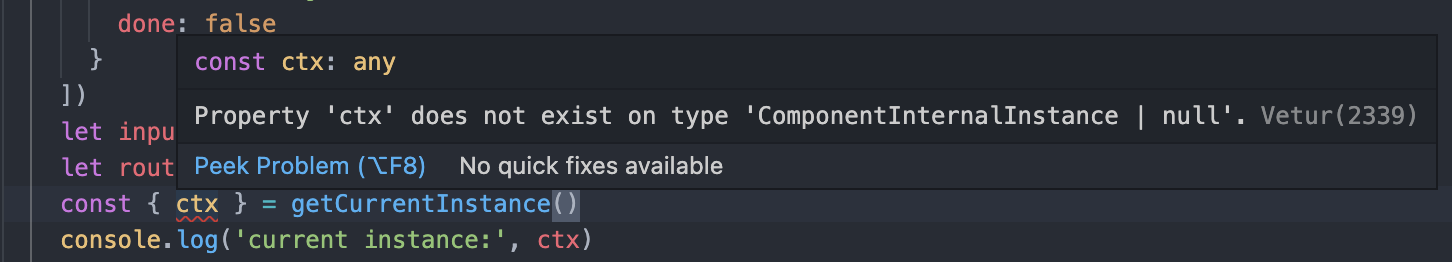 done: false
}
const ctx: any
])
Property 'ctx' does not exist on type 'ComponentInternalInstance | null'. Vetur(2339)
let inpu
let rout
Peek Problem (⌥F8) No quick fixes available
const { ctx } = getCurrentInstance()
console.log('current instance:', ctx)